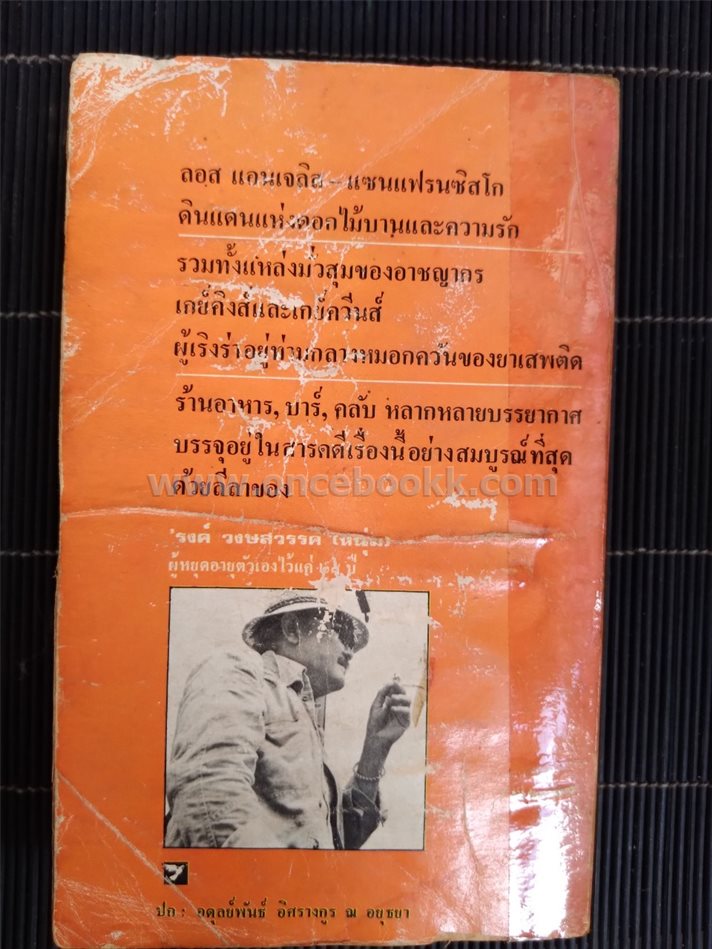 ลอส แอนเจลิส – แซนแฟรนซิสโก
ดินแดนแห่งดอกไม้บานและความรัก
รวมทั้งแหล่งมั่วสุมของอาชญากร
เกย์คิงส์และเกย์ควีนส์
ผู้เริงร่าอยู่ท่ามกลางหมอกควันของยาเสพติด
ร้านอาหาร, บาร์, คลับ หลากหลายบรรยากาศ
บรรจุอยู่ในสารคดีเรื่องนี้อย่างสมบูรณ์ที่สุด
www.oncebookk.com
ด้วยลีลาของ
'รงค์ วงษ์สวรรค์ (หนุ่ม)
ผู้หยุดอายุตัวเองไว้แค่ ๒๘ ปี
ปก : อดุลย์พันธ์ อิศรางกูร ณ อยุธยา